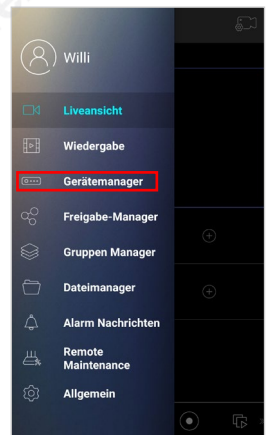 Willi
Liveansicht
Wiedergabe
Gerätemanager
Freigabe-Manager
Gruppen Manager
Dateimanager
Alarm Nachrichten
Remote
Maintenance
Allgemein